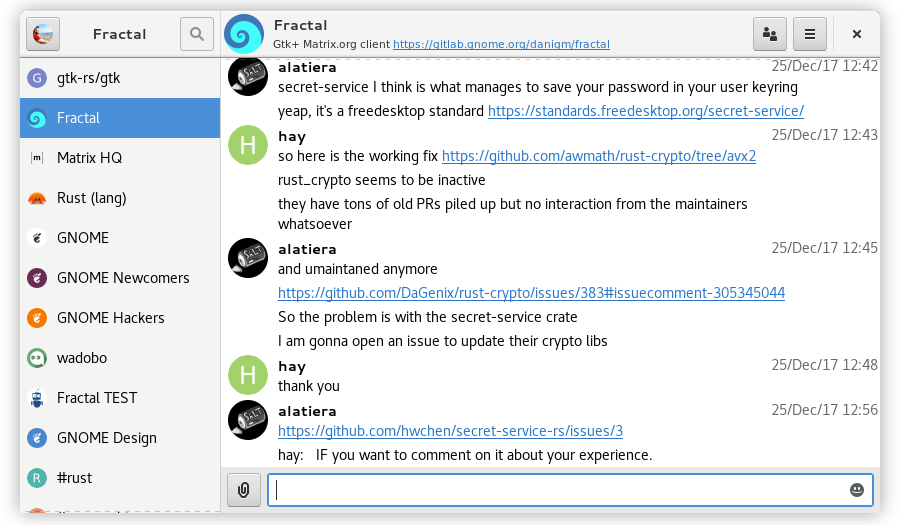 Fractal
Fractal
Gtk+ Matrix.org client https://gitlab.gnome.org/danigm/fractal
G gtk-rs/gtk
Fractal
[m] Matrix HQ
Rust (lang)
GNOME
GNOME Newcomers
GNOME Hackers
wadobo
Fractal TEST
GNOME Design
R #rust
SALT alatiera 25/Dec/17 12:42
secret-service I think is what manages to save your password in your user keyring
yeap, it's a freedesktop standard https://standards.freedesktop.org/secret-service/
H hay 25/Dec/17 12:43
so here is the working fix https://github.com/awmath/rust-crypto/tree/avx2
rust_crypto seems to be inactive
they have tons of old PRs piled up but no interaction from the maintainers
whatsoever
SALT alatiera 25/Dec/17 12:45
and umaintaned anymore
https://github.com/DaGenix/rust-crypto/issues/383#issuecomment-305345044
So the problem is with the secret-service crate
I am gonna open an issue to update their crypto libs
H hay 25/Dec/17 12:48
thank you
SALT alatiera 25/Dec/17 12:56
https://github.com/hwchen/secret-service-rs/issues/3
hay: IF you want to comment on it about your experience.